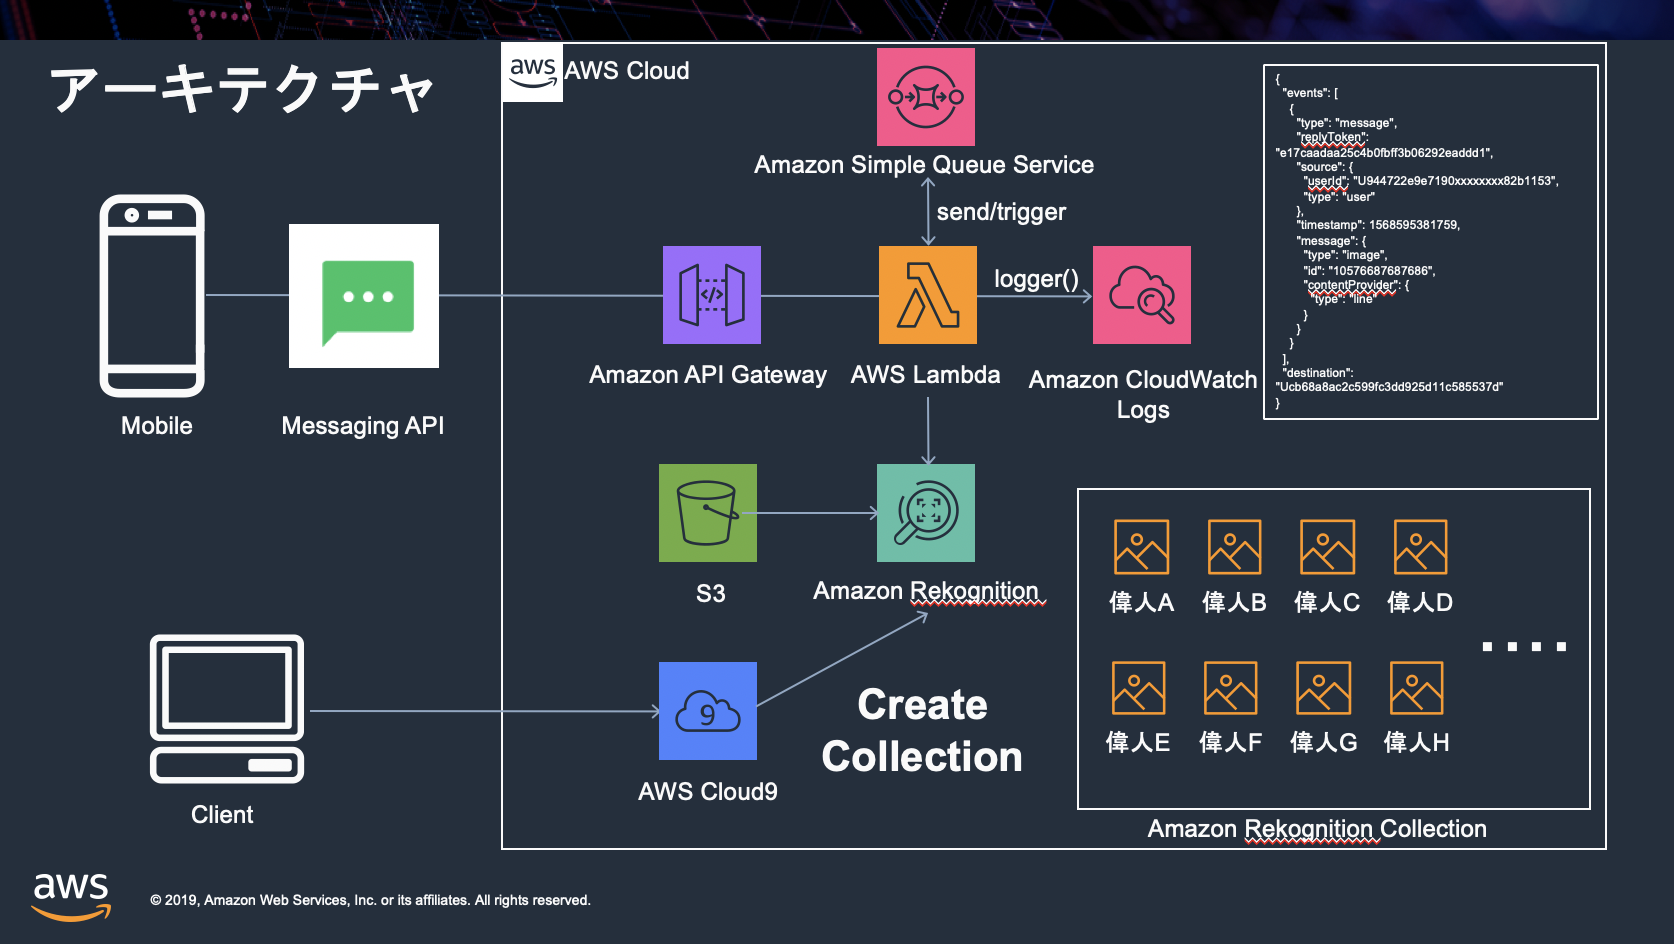 アーキテクチャ
aws
AWS Cloud
Amazon Simple Queue Service
send/trigger
logger()
Mobile
Messaging API
Amazon API Gateway
AWS Lambda
Amazon CloudWatch
Logs
{
"events": [
{
"type": "message",
"replyToken":
"e17caadaa25c4b0fbff3b06292eaddd1",
"source": {
"userId": "U944722e9e7190xxxxxxxx82b1153",
"type": "user"
},
"timestamp": 1568595381759,
"message": {
"type": "image",
"id": "10576687687686",
"contentProvider": {
"type": "line"
}
}
}
],
"destination":
"Ucb68a8ac2c599fc3dd925d11c585537d"
}
S3
Amazon Rekognition
9
AWS Cloud9
Client
Create
Collection
偉人A 偉人B 偉人C 偉人D
偉人E 偉人F 偉人G 偉人H
Amazon Rekognition Collection
aws
© 2019, Amazon Web Services, Inc. or its affiliates. All rights reserved.